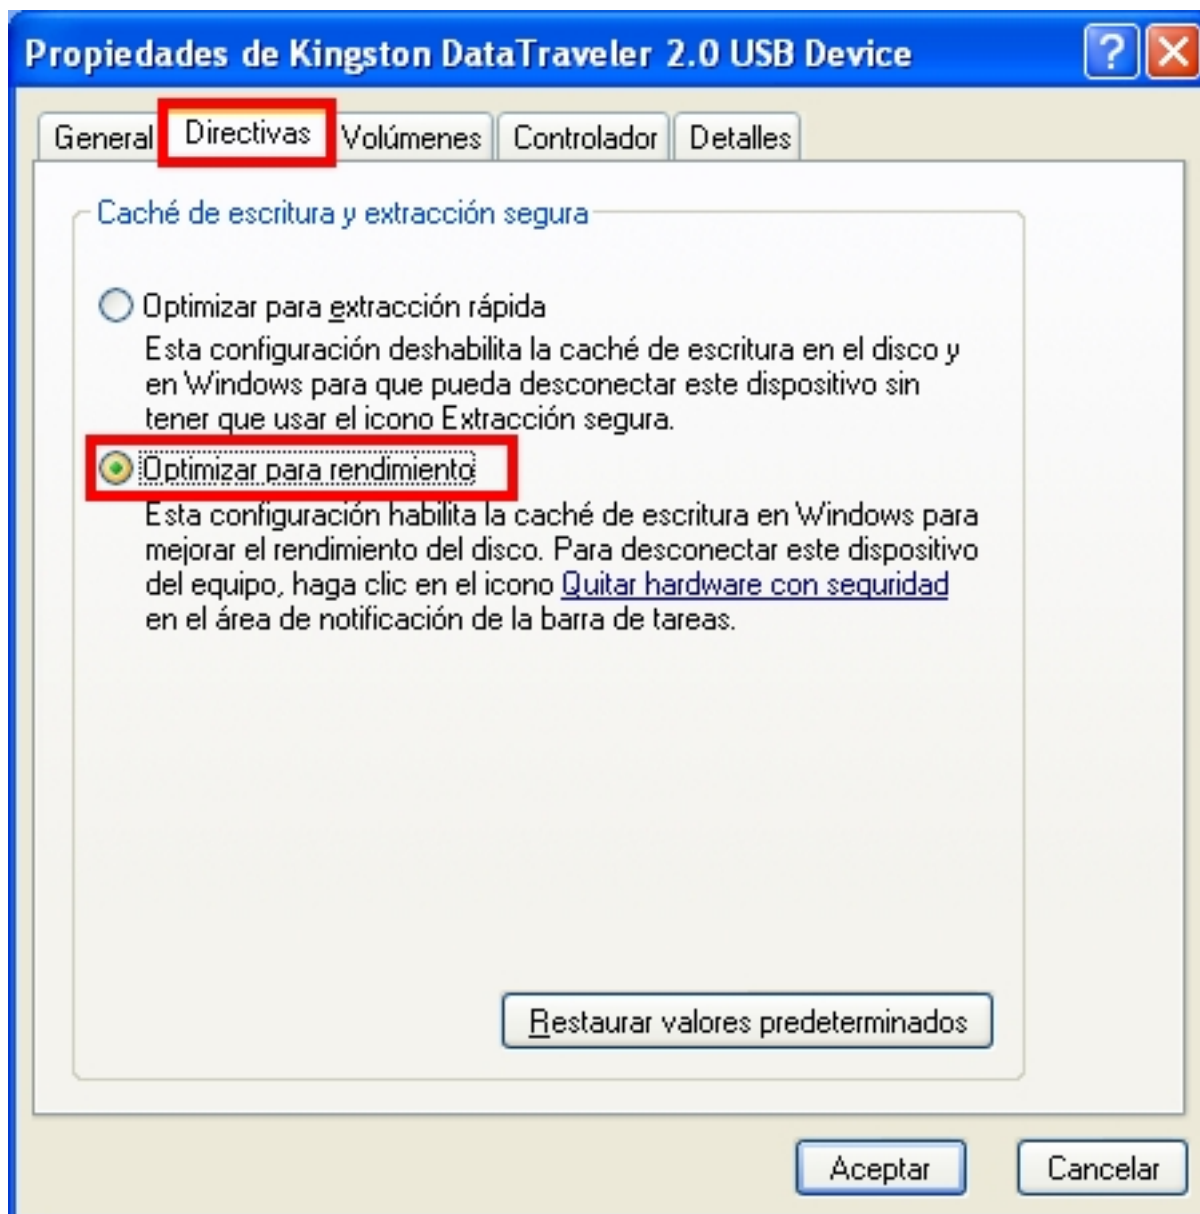 Propiedades de Kingston DataTraveler 2.0 USB Device
General Directivas Volúmenes Controlador Detalles
Caché de escritura y extracción segura
Optimizar para extracción rápida
Esta configuración deshabilita la caché de escritura en el disco y
en Windows para que pueda desconectar este dispositivo sin
tener que usar el icono Extracción segura.
Optimizar para rendimiento
Esta configuración habilita la caché de escritura en Windows para
mejorar el rendimiento del disco. Para desconectar este dispositivo
del equipo, haga clic en el icono Quitar hardware con seguridad
en el área de notificación de la barra de tareas.
Restaurar valores predeterminados
Aceptar Cancelar